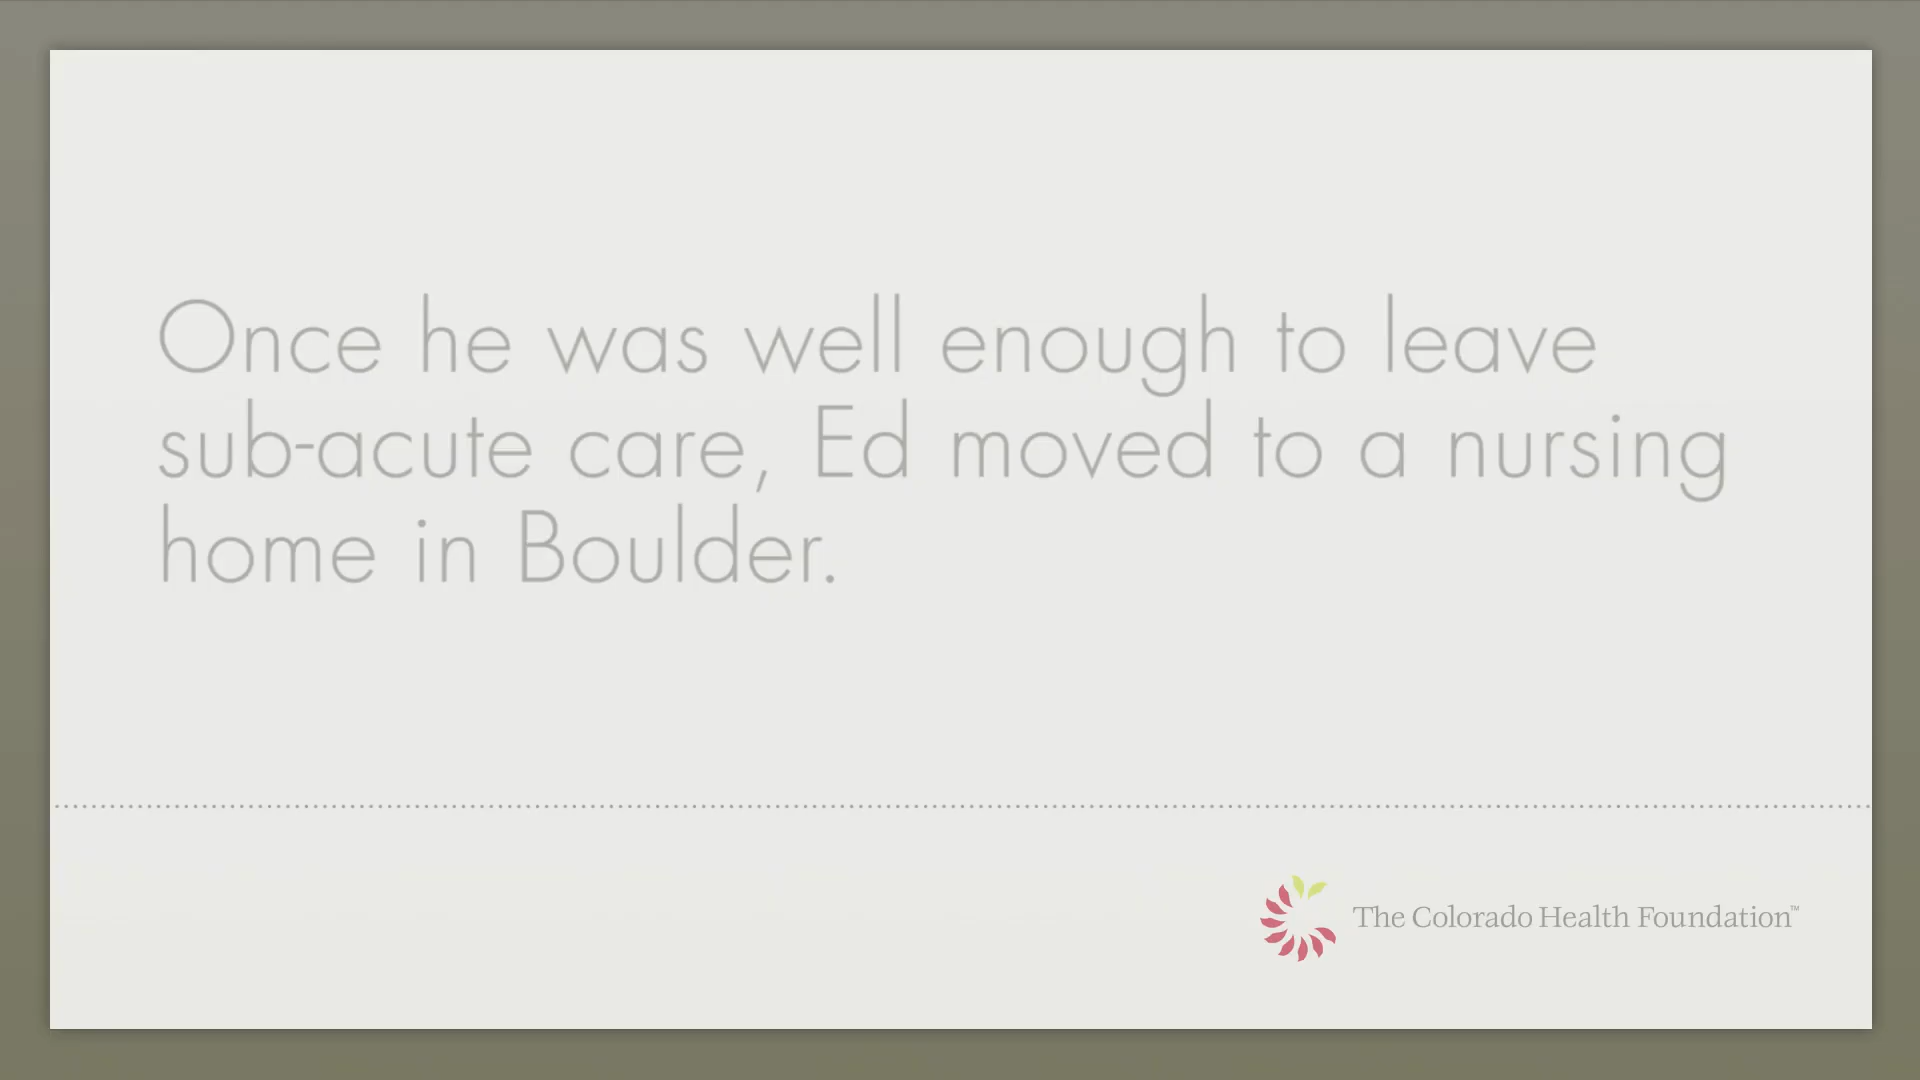 Once he was well enough to leave
sub-acute care, Ed moved to a nursing
home in Boulder.
The Colorado Health Foundation™